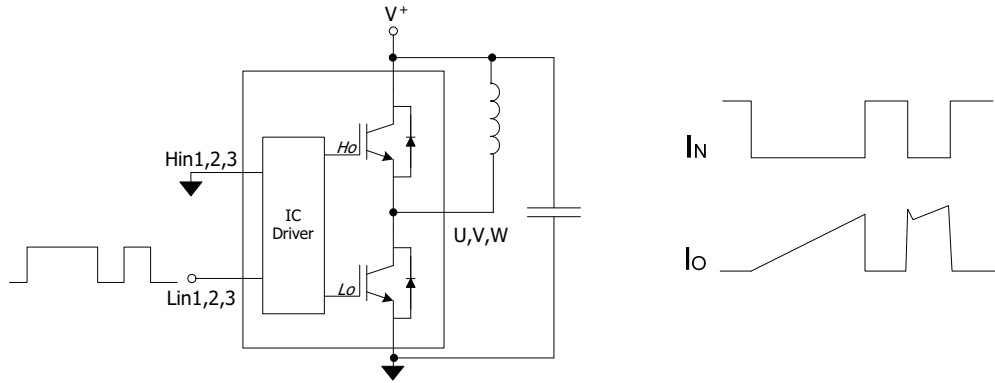 V+
Hin1,2,3
Ho
IC
Driver
U,V,W
Lin1,2,3
Lo
IN
IO